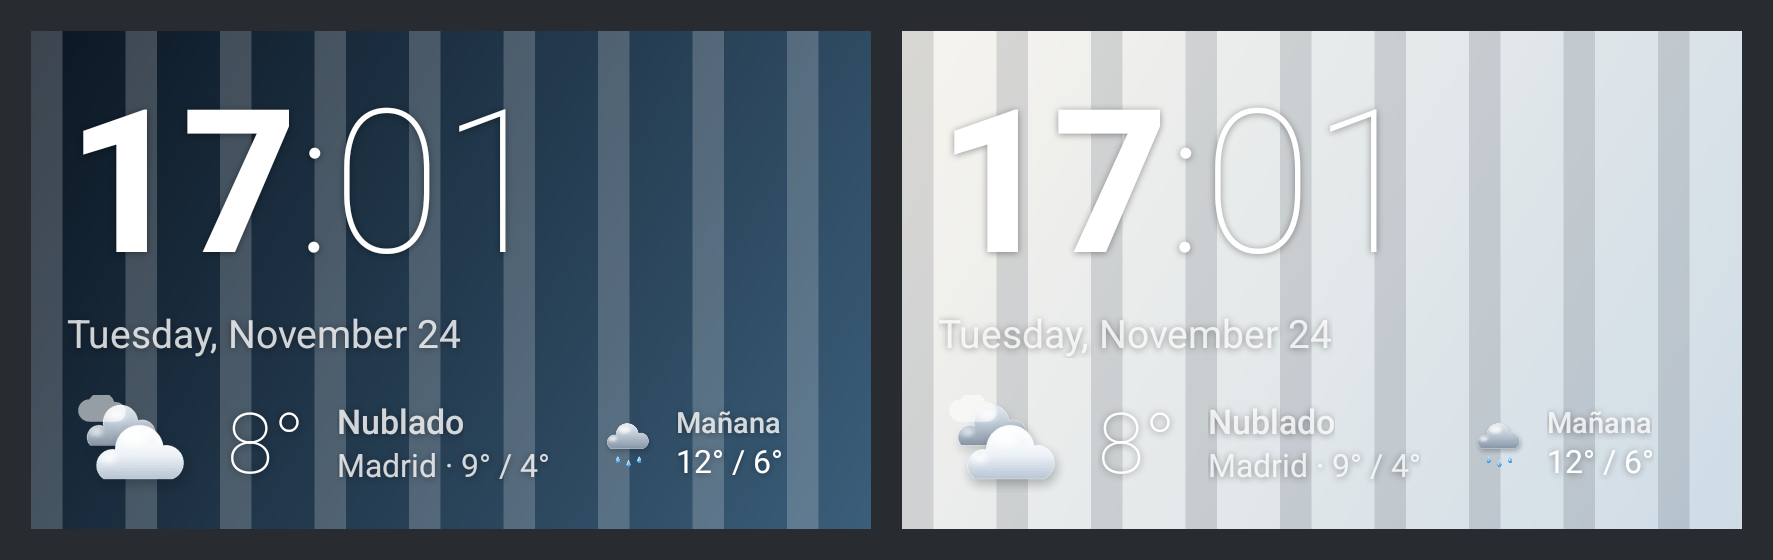 17:01
Tuesday, November 24
8°
Nublado
Madrid · 9° / 4°
Mañana
12° / 6°
17:01
Tuesday, November 24
8°
Nublado
Madrid · 9° / 4°
Mañana
12° / 6°